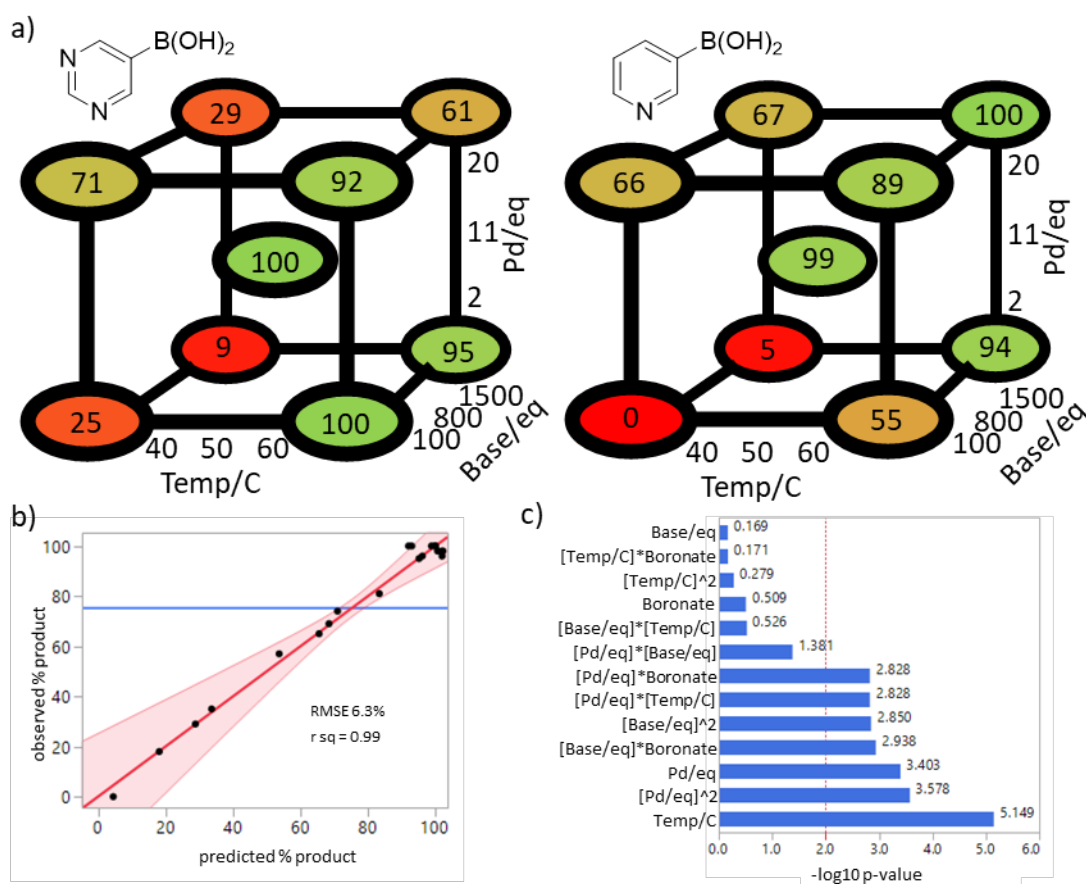 a)
N
N
B(OH)2
29
61
71
92
20
11
2
Pd/eq
100
9
95
25
100
1500
800
100
Base/eq
40 50 60
Temp/C
N
B(OH)2
67
100
66
89
20
11
2
Pd/eq
99
5
94
0
55
1500
800
100
Base/eq
40 50 60
Temp/C
b)
100
80
60
40
20
0
observed % product
RMSE 6.3%
r sq = 0.99
0 20 40 60 80 100
predicted % product
c)
Base/eq 0.169
[Temp/C]*Boronate 0.171
[Temp/C]^2 0.279
Boronate 0.509
[Base/eq]*[Temp/C] 0.526
[Pd/eq]*[Base/eq] 1.381
[Pd/eq]*Boronate 2.828
[Pd/eq]*[Temp/C] 2.828
[Base/eq]^2 2.850
[Base/eq]*Boronate 2.938
Pd/eq 3.403
[Pd/eq]^2 3.578
Temp/C 5.149
0.0 1.0 2.0 3.0 4.0 5.0 6.0
-log10 p-value